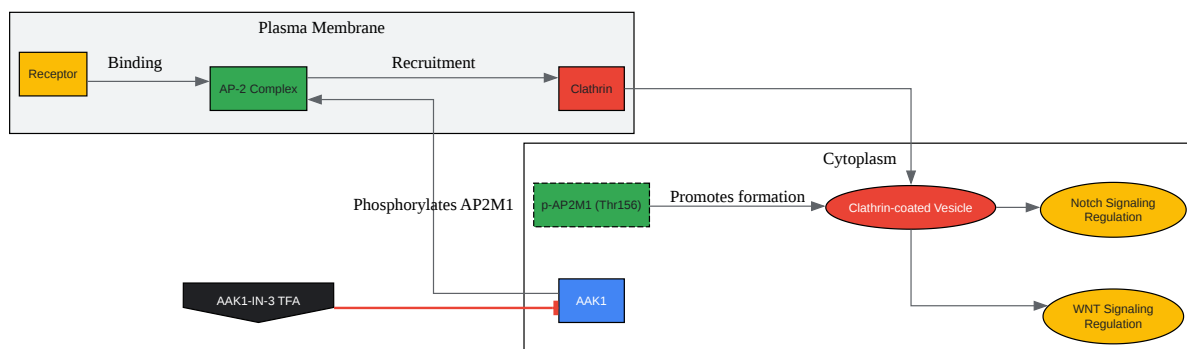 Plasma Membrane
Receptor
Binding
AP-2 Complex
Recruitment
Clathrin
Cytoplasm
Phosphorylates AP2M1
p-AP2M1 (Thr156)
Promotes formation
Clathrin-coated Vesicle
Notch Signaling
Regulation
AAK1-IN-3 TFA
AAK1
WNT Signaling
Regulation